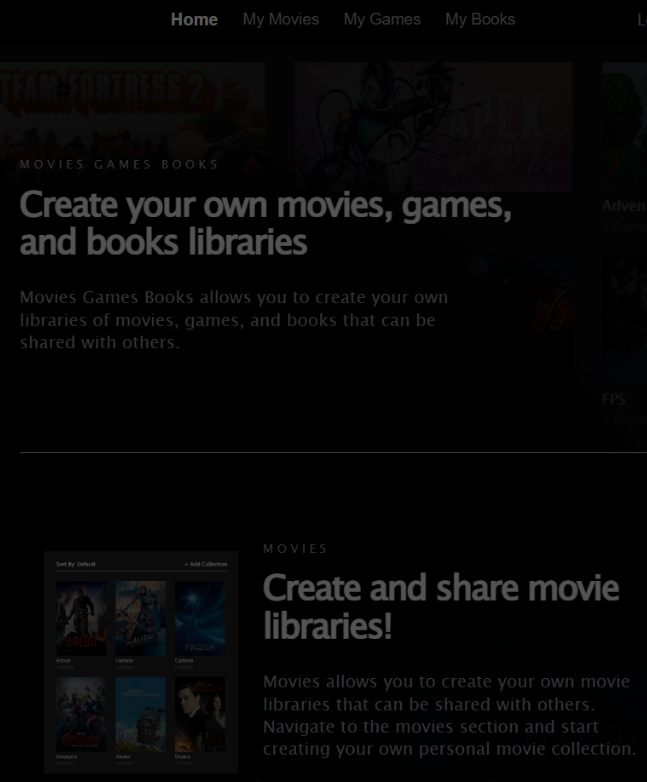 Home My Movies My Games My Books
TEAM FORTRESS 2
APEX
MOVIES GAMES BOOKS
Create your own movies, games,
and books libraries
Movies Games Books allows you to create your own
libraries of movies, games, and books that can be
shared with others.
FPS
MOVIES
Sort By: Default + Add Collection
Create and share movie
libraries!
DREDD ALITA FROZEN
Action Fantasy Cartoon
Movies allows you to create your own movie
libraries that can be shared with others.
Navigate to the movies section and start
creating your own personal movie collection.
Avengers Anime Drama